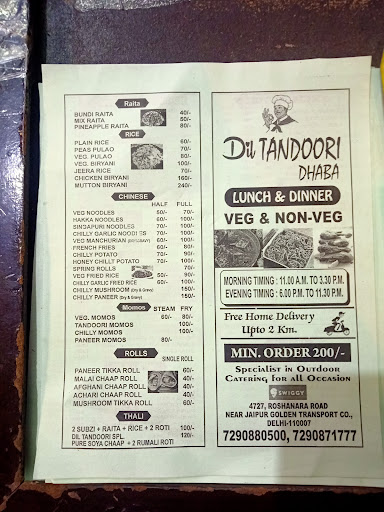 Raita
BUNDI RAITA 40/-
MIX RAITA 50/-
PINEAPPLE RAITA 80/-
RICE
PLAIN RICE 60/-
PEAS PULAO 70/-
VEG. PULAO 80/-
VEG. BIRYANI 100/-
JEERA RICE 70/-
CHICKEN BIRYANI 160/-
MUTTON BIRYANI 240/-
CHINESE
HALF FULL
VEG NOODLES 50/- 70/-
HAKKA NOODLES 60/- 100/-
SINGAPURI NOODLES 70/- 100/-
CHILLY GARLIC NOODLES 70/- 100/-
VEG MANCHURIAN 60/- 100/-
FRENCH FRIES 60/- 80/-
CHILLY POTATO 70/- 90/-
HONEY CHILLY POTATO 70/- 100/-
SPRING ROLLS 70/-
VEG FRIED RICE 50/- 90/-
CHILLY GARLIC FRIED RICE 60/- 100/-
CHILLY MUSHROOM (Dry & Gravy) 150/-
CHILLY PANEER (Dry & Gravy) 150/-
Momos STEAM FRY
VEG. MOMOS 60/- 80/-
TANDOORI MOMOS 100/-
CHILLY MOMOS 100/-
PANEER MOMOS 80/-
ROLLS
SINGLE ROLL
PANEER TIKKA ROLL 60/-
MALAI CHAAP ROLL 60/-
AFGHANI CHAAP ROLL 60/-
ACHARI CHAAP ROLL 60/-
MUSHROOM TIKKA ROLL 60/-
THALI
2 SUBZI + RAITA + RICE + 2 ROTI 100/-
DIL TANDOORI SPL. 120/-
PURE SOYA CHAAP + 2 RUMALI ROTI
Dil TANDOORI
DHABA
LUNCH & DINNER
VEG & NON-VEG
MORNING TIMING : 11.00 A.M. TO 3.30 P.M.
EVENING TIMING : 6.00 P.M. TO 11.30 P.M.
Free Home Delivery
Upto 2 Km.
MIN. ORDER 200/-
Specialist in Outdoor
Catering for all Occasion
SWIGGY
4727, ROSHANARA ROAD
NEAR JAIPUR GOLDEN TRANSPORT CO.,
DELHI-110007
7290880500, 7290871777